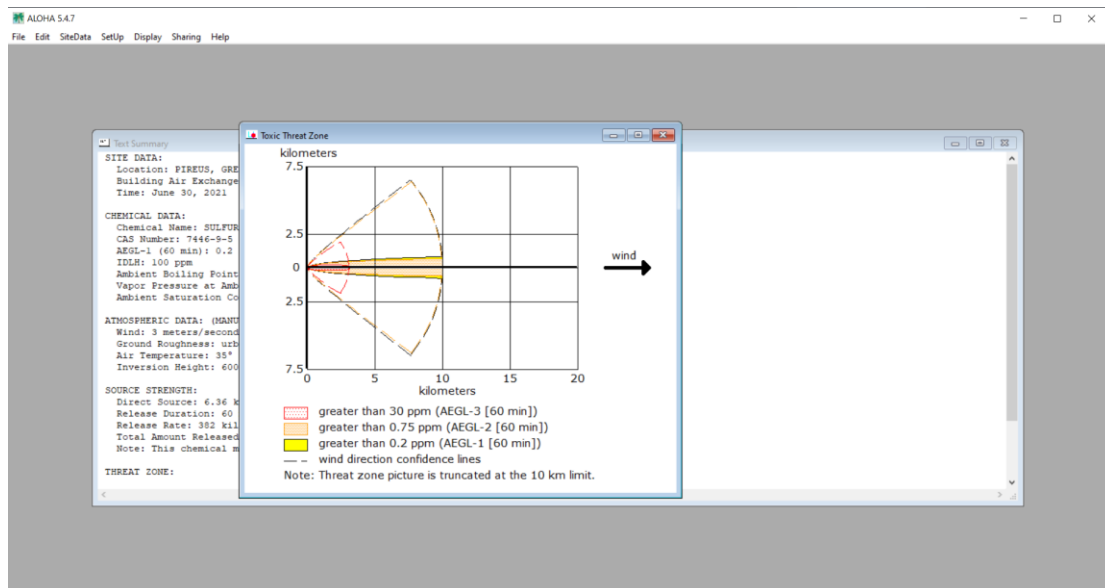 ALOHA 5.4.7
File Edit SiteData SetUp Display Sharing Help
Text Summary
SITE DATA:
Location: PIREUS, GRE
Building Air Exchange
Time: June 30, 2021
CHEMICAL DATA:
Chemical Name: SULFUR
CAS Number: 7446-9-5
AEGL-1 (60 min): 0.2
IDLH: 100 ppm
Ambient Boiling Point
Vapor Pressure at Amb
Ambient Saturation Co
ATMOSPHERIC DATA: (MANU
Wind: 3 meters/second
Ground Roughness: urb
Air Temperature: 35°
Inversion Height: 600
SOURCE STRENGTH:
Direct Source: 6.36 k
Release Duration: 60
Release Rate: 382 kil
Total Amount Released
Note: This chemical m
THREAT ZONE:
Toxic Threat Zone
kilometers
7.5
2.5
0
2.5
7.5
0 5 10 15 20
kilometers
wind
greater than 30 ppm (AEGL-3 [60 min])
greater than 0.75 ppm (AEGL-2 [60 min])
greater than 0.2 ppm (AEGL-1 [60 min])
wind direction confidence lines
Note: Threat zone picture is truncated at the 10 km limit.